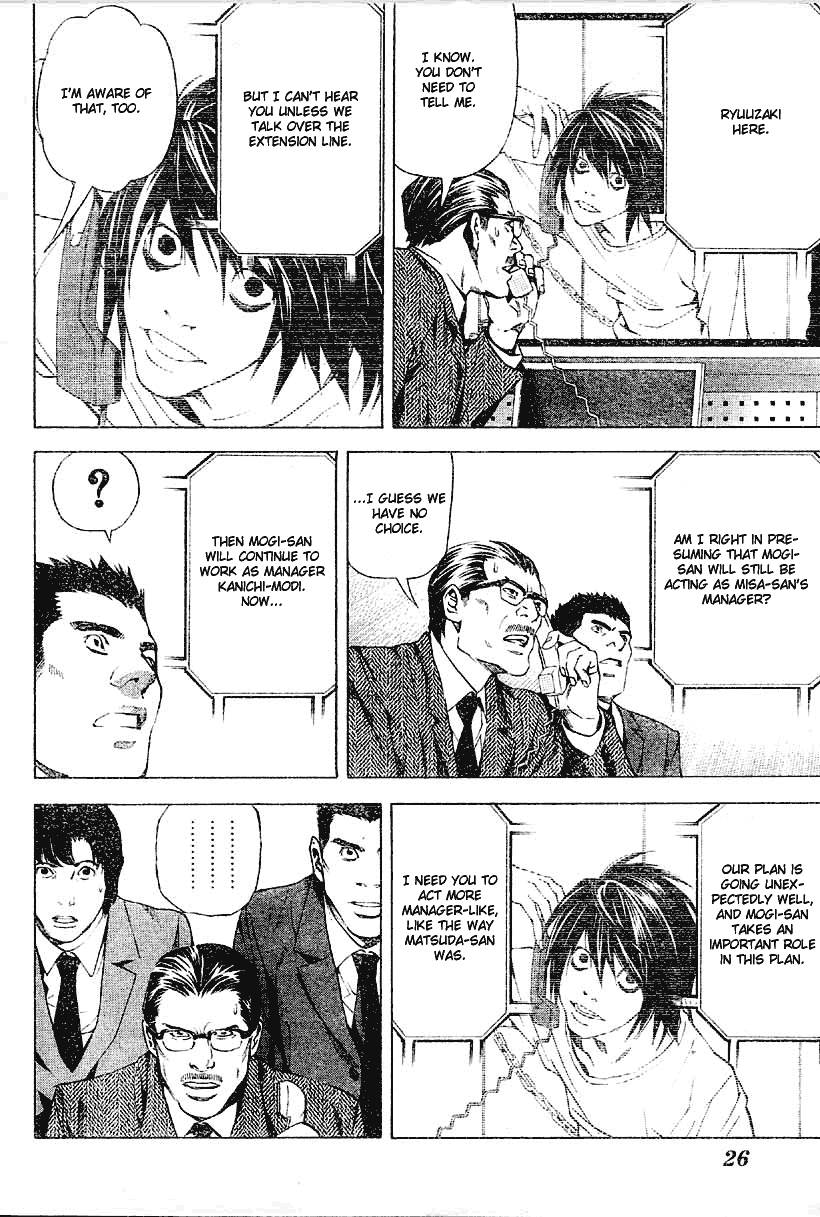 RYUUZAKI
HERE.
I KNOW.
YOU DON'T
NEED TO
TELL ME.
BUT I CAN'T HEAR
YOU UNLESS WE
TALK OVER THE
EXTENSION LINE.
I'M AWARE OF
THAT, TOO.
AM I RIGHT IN PRE-
SUMING THAT MOGI-
SAN WILL STILL BE
ACTING AS MISA-SAN'S
MANAGER?
...I GUESS WE
HAVE NO
CHOICE.
THEN MOGI-SAN
WILL CONTINUE TO
WORK AS MANAGER
KANICHI-MODI.
NOW...
?
OUR PLAN IS
GOING UNEX-
PECTEDLY WELL,
AND MOGI-SAN
TAKES AN
IMPORTANT ROLE
IN THIS PLAN.
I NEED YOU TO
ACT MORE
MANAGER-LIKE,
LIKE THE WAY
MATSUDA-SAN
WAS.
26